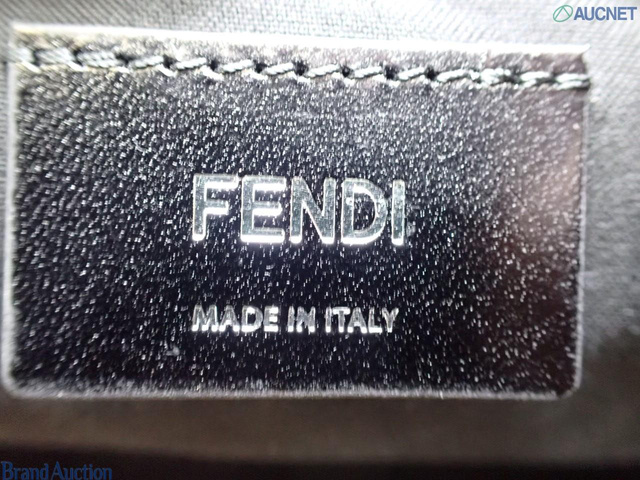 AUCNET
FENDI
MADE IN ITALY
Brand Auction